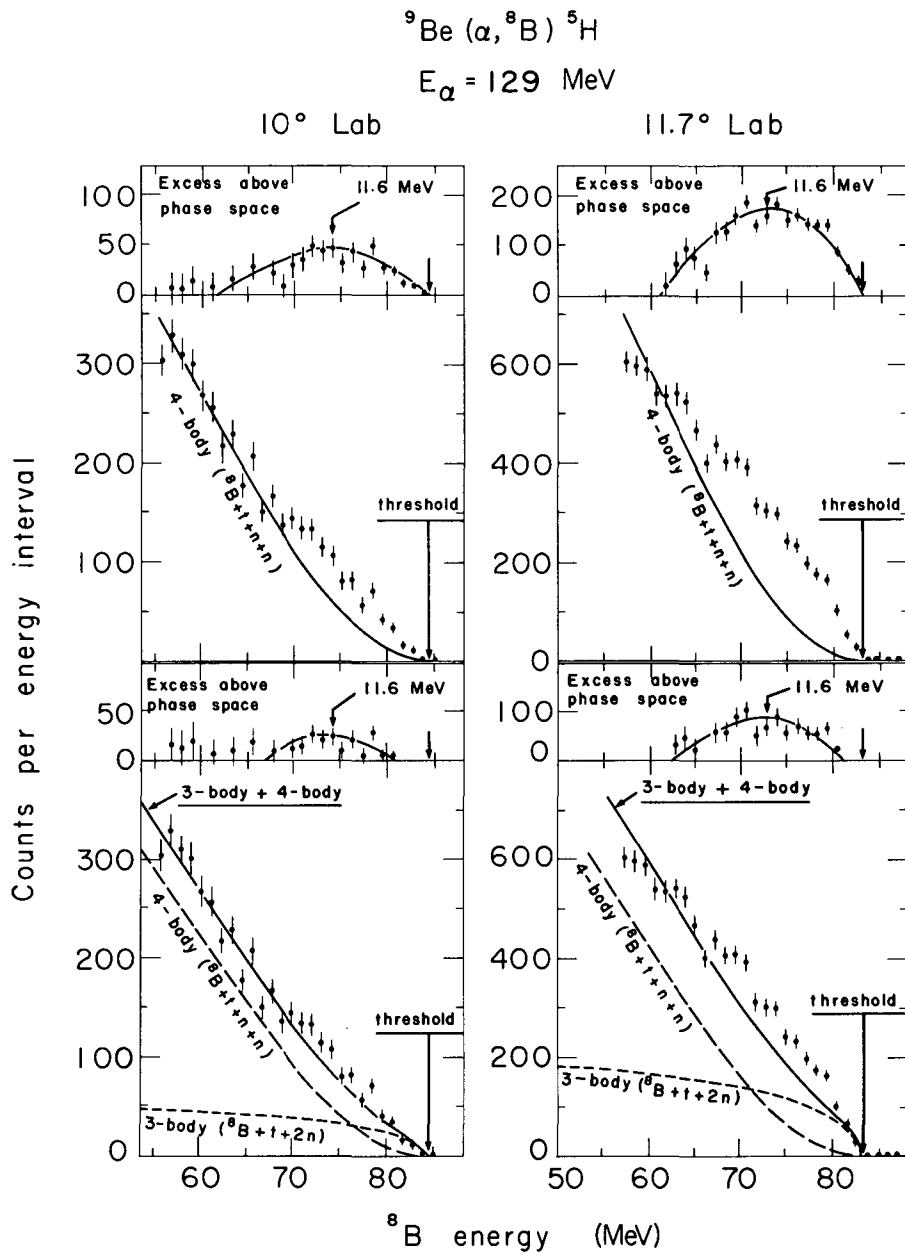 ⁹Be (α,⁸B) ⁵H
Eα = 129 MeV
10° Lab
11.7° Lab
Counts per energy interval
100
50
0
Excess above
phase space
11.6 MeV
300
200
100
0
4-body (⁸B+t+n+n)
threshold
50
0
Excess above
phase space
11.6 MeV
300
200
100
0
3-body + 4-body
4-body (⁸B+t+n+n)
3-body (⁸B+t+2n)
threshold
60
70
80
200
100
0
Excess above
phase space
11.6 MeV
600
400
200
0
4-body (⁸B+t+n+n)
threshold
100
0
Excess above
phase space
11.6 MeV
600
400
200
0
3-body + 4-body
4-body (⁸B+t+n+n)
3-body (⁸B+t+2n)
threshold
50
60
70
80
⁸B energy (MeV)